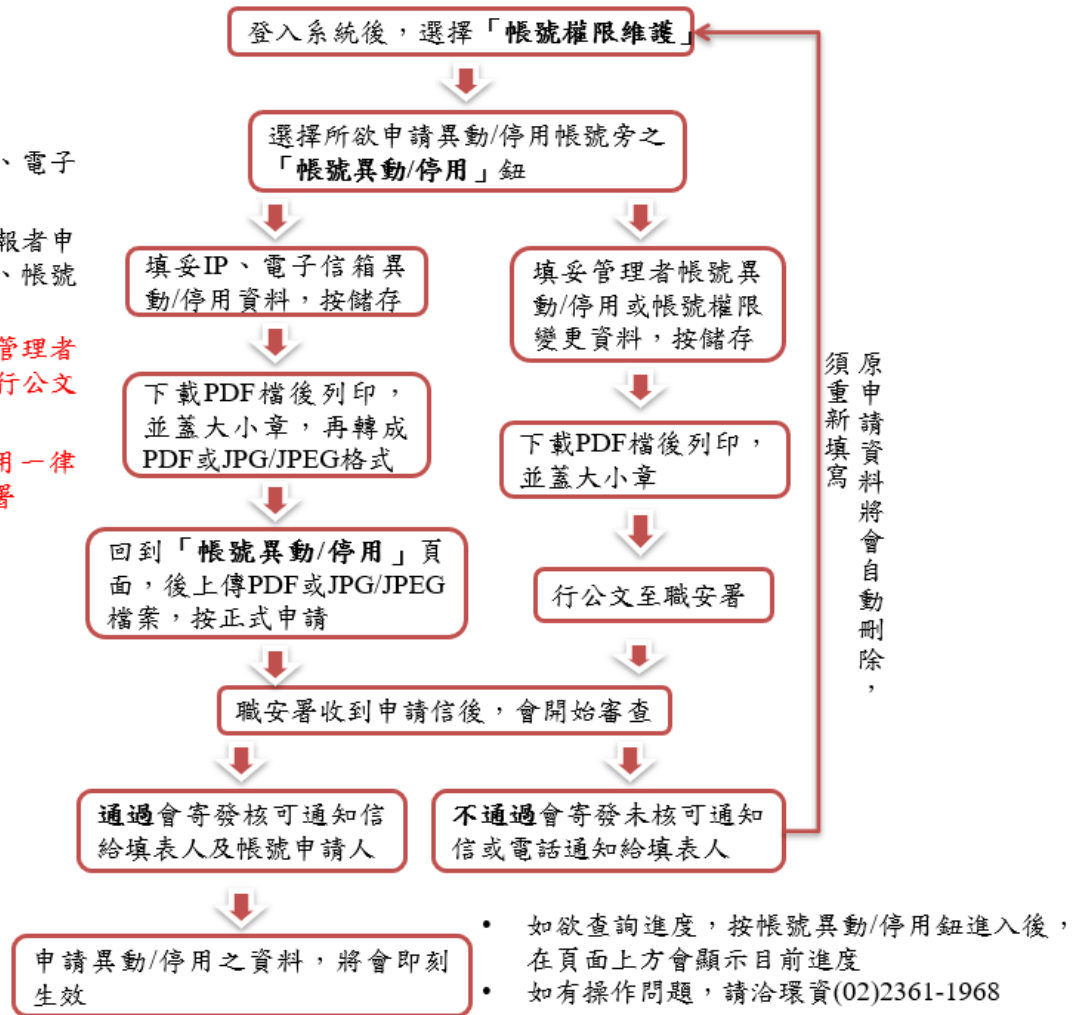 登入系統後，選擇「帳號權限維護」
選擇所欲申請異動/停用帳號旁之
「帳號異動/停用」鈕
、電子
報者申
、帳號
管理者
行公文
用一律
署
填妥IP、電子信箱異
動/停用資料，按儲存
填妥管理者帳號異
動/停用或帳號權限
變更資料，按儲存
下載PDF檔後列印，
並蓋大小章，再轉成
PDF或JPG/JPEG格式
下載PDF檔後列印，
並蓋大小章
回到「帳號異動/停用」頁
面，後上傳PDF或JPG/JPEG
檔案，按正式申請
行公文至職安署
原申請資料將會自動刪除，
須重新填寫
職安署收到申請信後，會開始審查
通過會寄發核可通知信
給填表人及帳號申請人
不通過會寄發未核可通知
信或電話通知給填表人
申請異動/停用之資料，將會即刻
生效
• 如欲查詢進度，按帳號異動/停用鈕進入後，
在頁面上方會顯示目前進度
• 如有操作問題，請洽環資(02)2361-1968